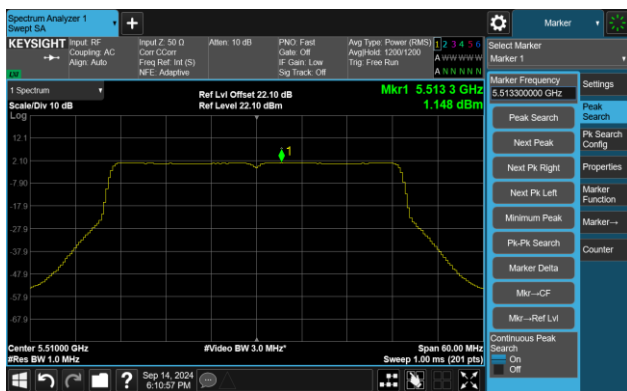 Spectrum Analyzer 1
Swept SA
Marker
KEYSIGHT
Input: RF
Coupling: AC
Align: Auto
Input Z: 50 Ω
Corr CCorr
Freq Ref: Int (S)
NFE: Adaptive
Atten: 10 dB
PNO: Fast
Gate: Off
IF Gain: Low
Sig Track: Off
Avg Type: Power (RMS)
Avg|Hold: 1200/1200
Trig: Free Run
1 2 3 4 5 6
A W W W W W
A N N N N N
LXI
Select Marker
Marker 1
1 Spectrum
Scale/Div 10 dB
Log
Ref Lvl Offset 22.10 dB
Ref Level 22.10 dBm
Mkr1 5.513 3 GHz
1.148 dBm
1
12.1
2.10
-7.90
-17.9
-27.9
-37.9
-47.9
-57.9
-67.9
Center 5.51000 GHz
#Res BW 1.0 MHz
#Video BW 3.0 MHz*
Span 60.00 MHz
Sweep 1.00 ms (201 pts)
Marker Frequency
5.513300000 GHz
Peak Search
Next Peak
Next Pk Right
Next Pk Left
Minimum Peak
Pk-Pk Search
Marker Delta
Mkr→CF
Mkr→Ref Lvl
Continuous Peak
Search
On
Off
Settings
Peak
Search
Pk Search
Config
Properties
Marker
Function
Marker→
Counter
Sep 14, 2024
6:10:57 PM